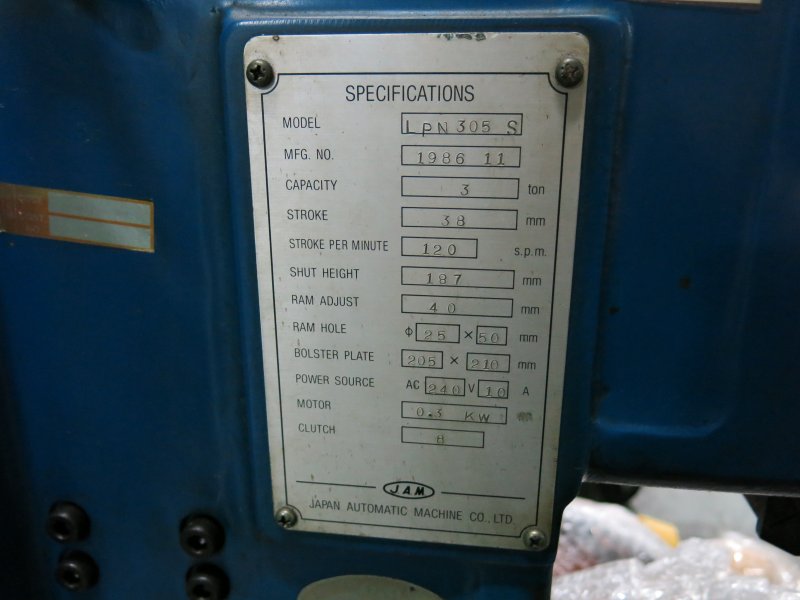 SPECIFICATIONS
MODEL LPN 305 S
MFG. NO. 1986 11
CAPACITY 3 ton
STROKE 38 mm
STROKE PER MINUTE 120 s.p.m.
SHUT HEIGHT 187 mm
RAM ADJUST 40 mm
RAM HOLE Φ 25 × 50 mm
BOLSTER PLATE 205 × 210 mm
POWER SOURCE AC 240 V 10 A
MOTOR 0.3 KW
CLUTCH
JAM
JAPAN AUTOMATIC MACHINE CO., LTD.